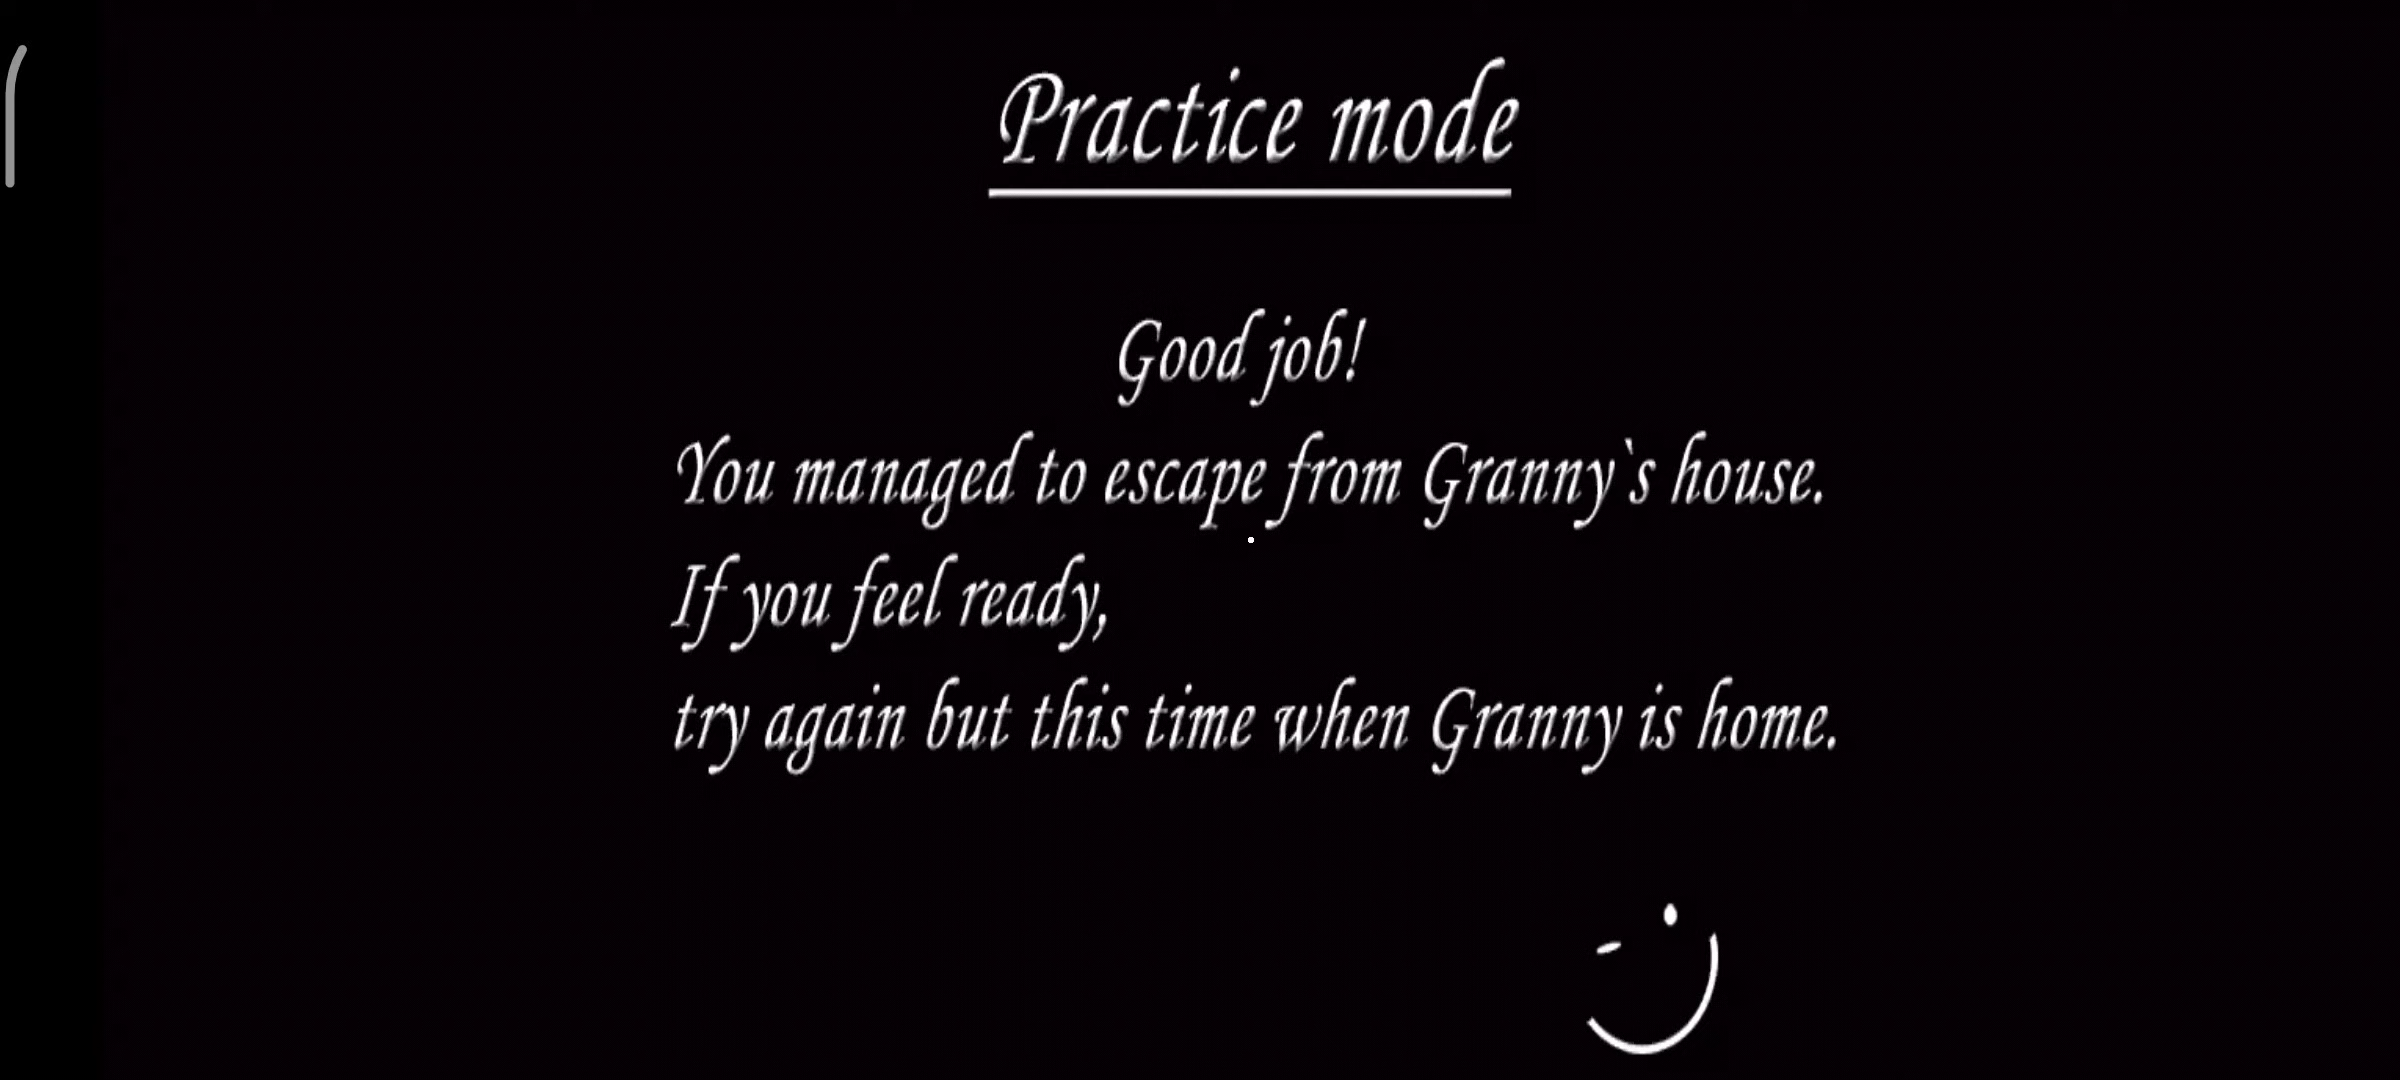 Practice mode
Good job!
You managed to escape from Granny`s house.
If you feel ready,
try again but this time when Granny is home.